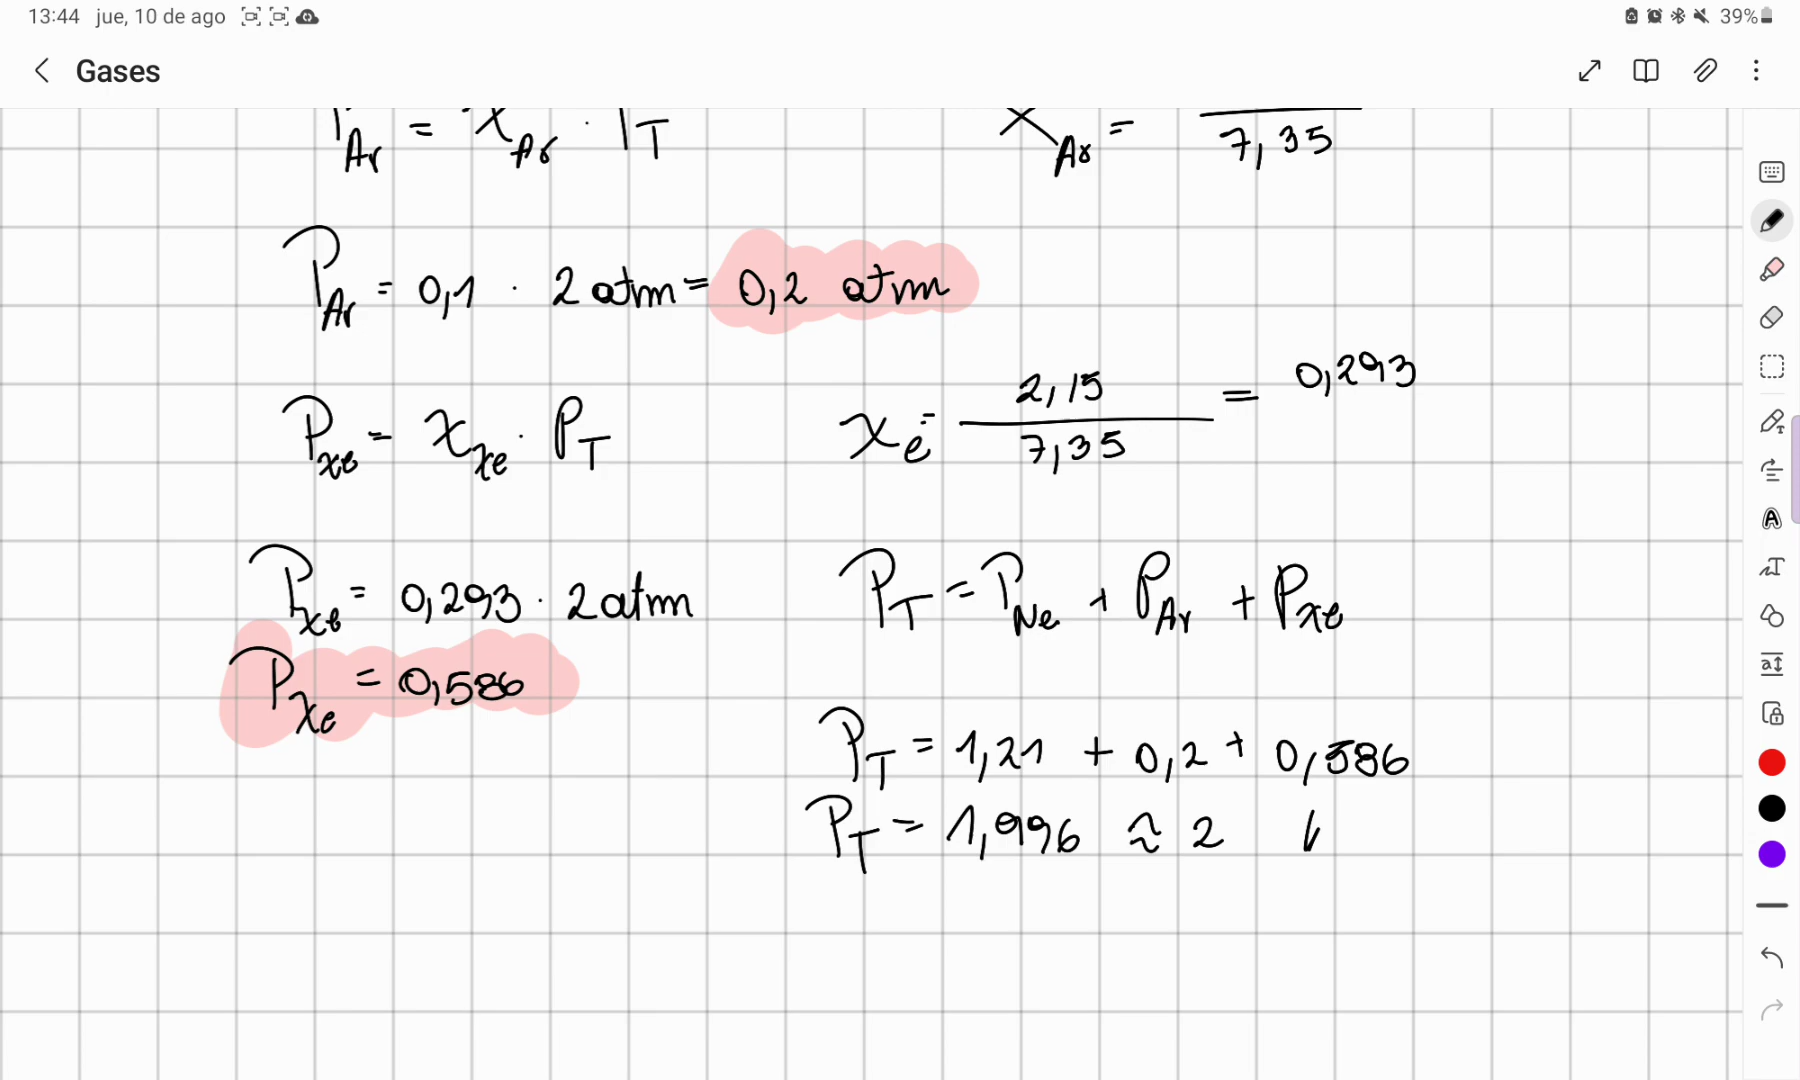 13:44 jue, 10 de ago 39%
Gases
P_Ar = X_Ar · P_T
X_Ar = / 7,35
P_Ar = 0,1 · 2 atm = 0,2 atm
P_xe = X_xe · P_T
Xe = 2,15 / 7,35 = 0,293
P_xe = 0,293 · 2 atm
P_T = P_Ne + P_Ar + P_xe
P_Xe = 0,586
P_T = 1,21 + 0,2 + 0,586
P_T = 1,996 ≈ 2